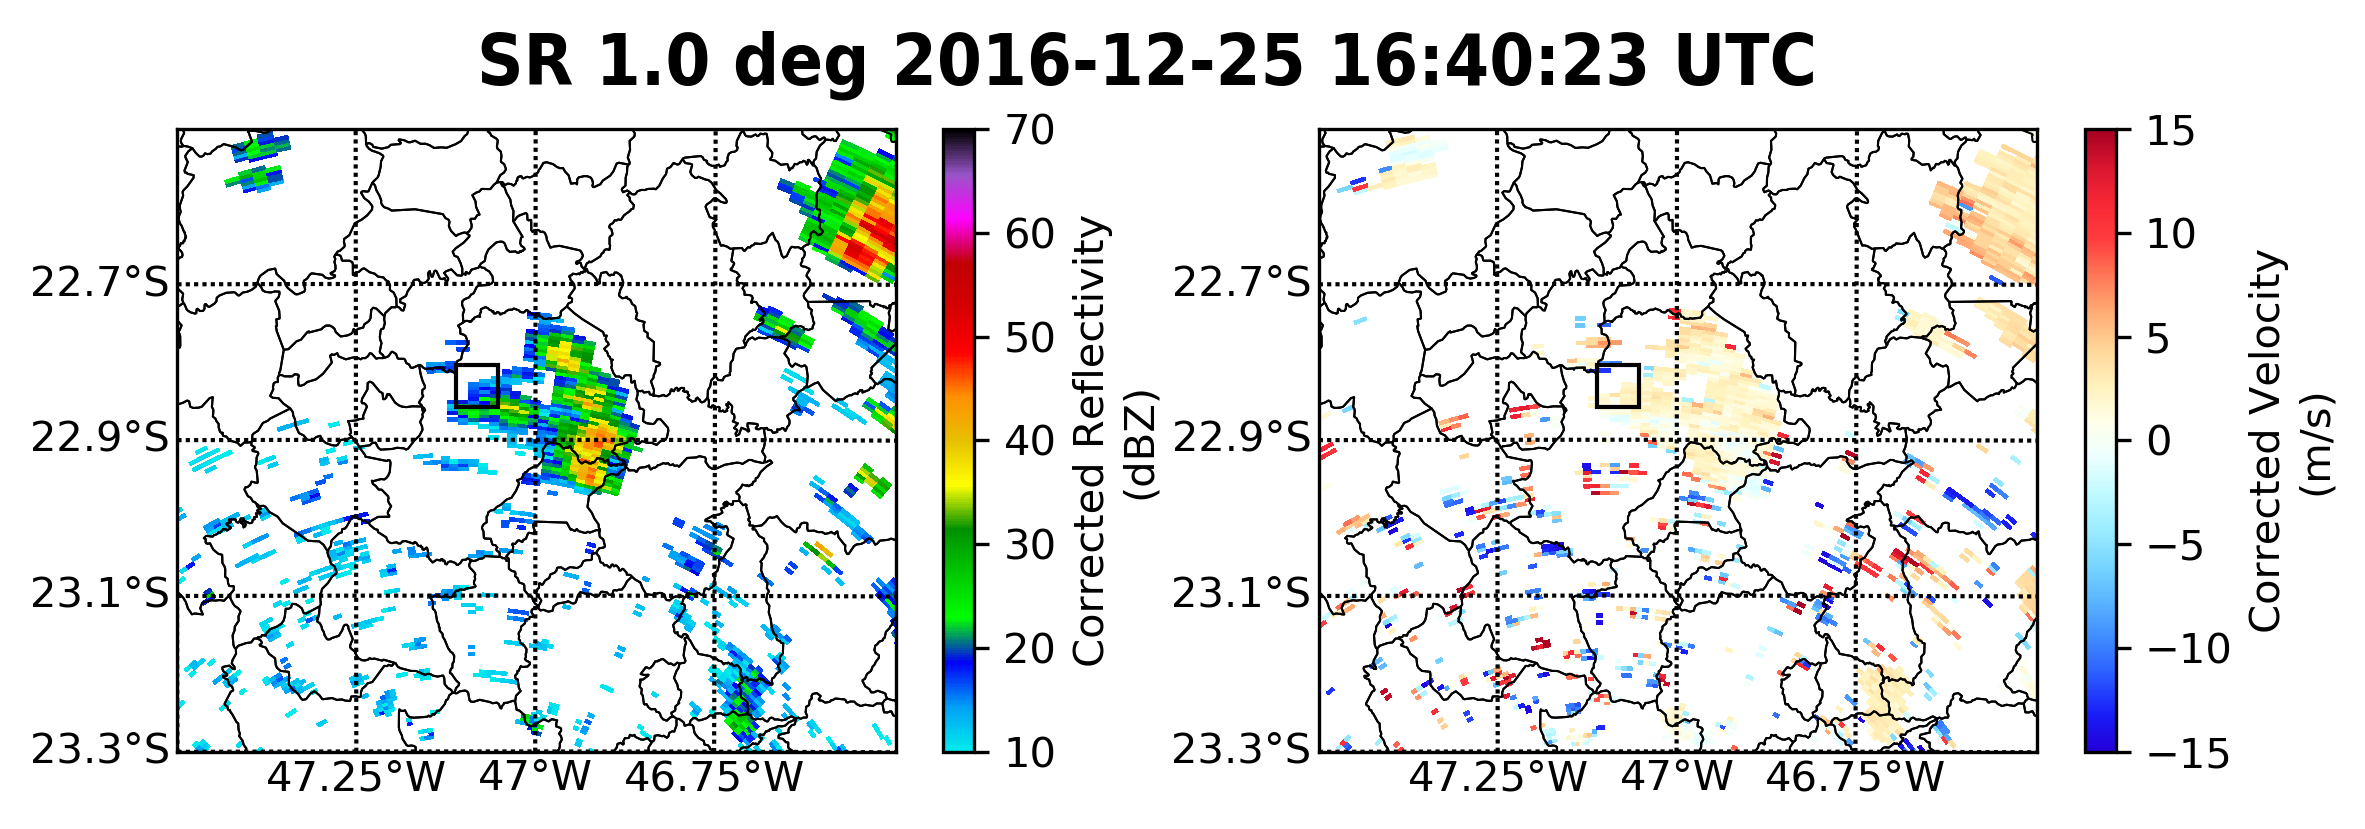 SR 1.0 deg 2016-12-25 16:40:23 UTC
22.7°S
22.9°S
23.1°S
23.3°S
47.25°W
47°W
46.75°W
70
60
50
40
30
20
10
Corrected Reflectivity
(dBZ)
22.7°S
22.9°S
23.1°S
23.3°S
47.25°W
47°W
46.75°W
15
10
5
0
−5
−10
−15
Corrected Velocity
(m/s)